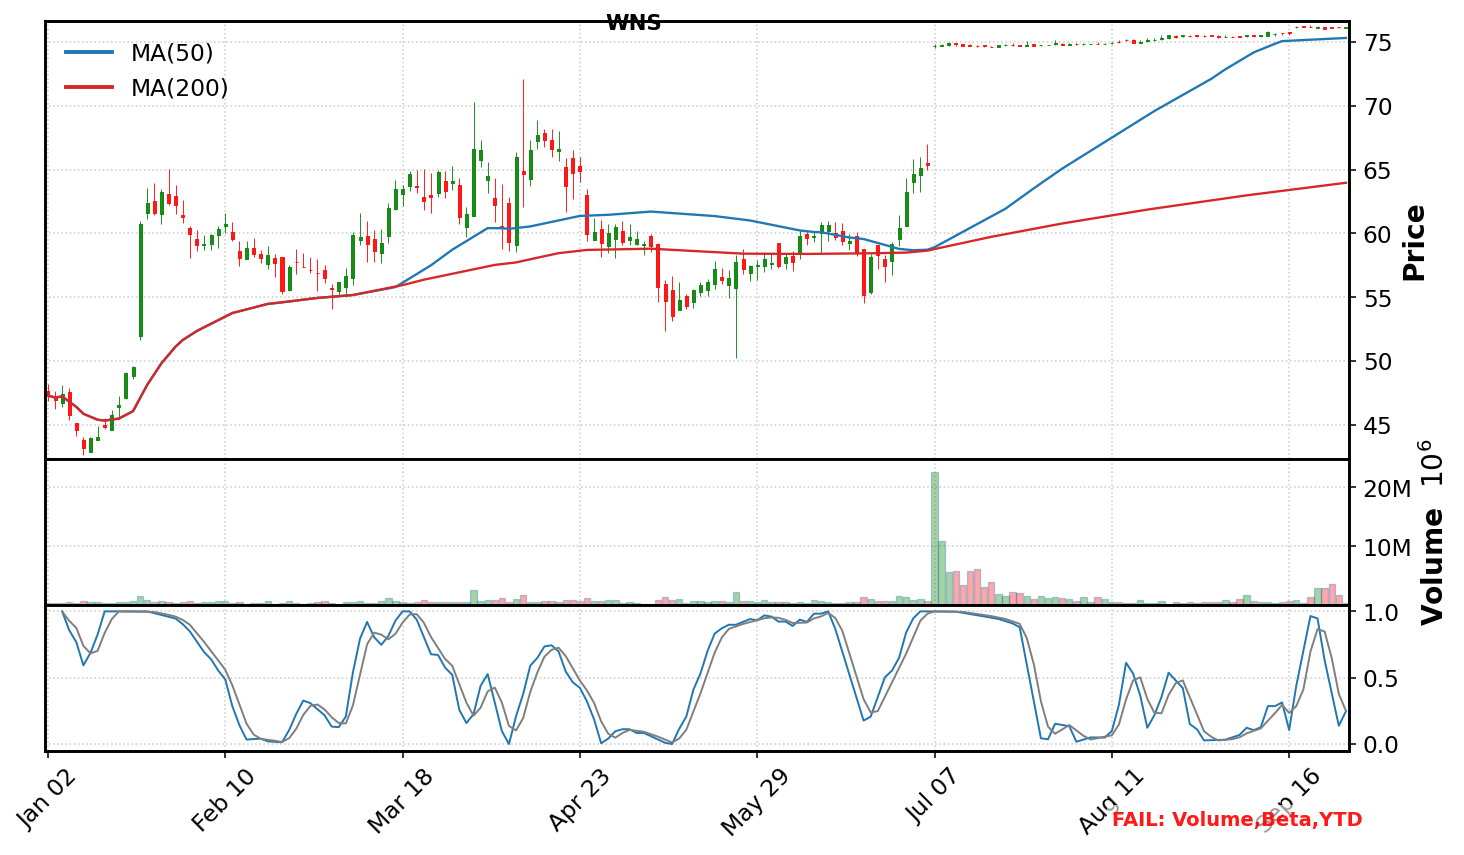 WNS
MA(50)
MA(200)
75
70
65
60
55
50
45
Price
20M
10M
Volume 10^6
1.0
0.5
0.0
Jan 02
Feb 10
Mar 18
Apr 23
May 29
Jul 07
Aug 11
Sep 16
FAIL: Volume,Beta,YTD